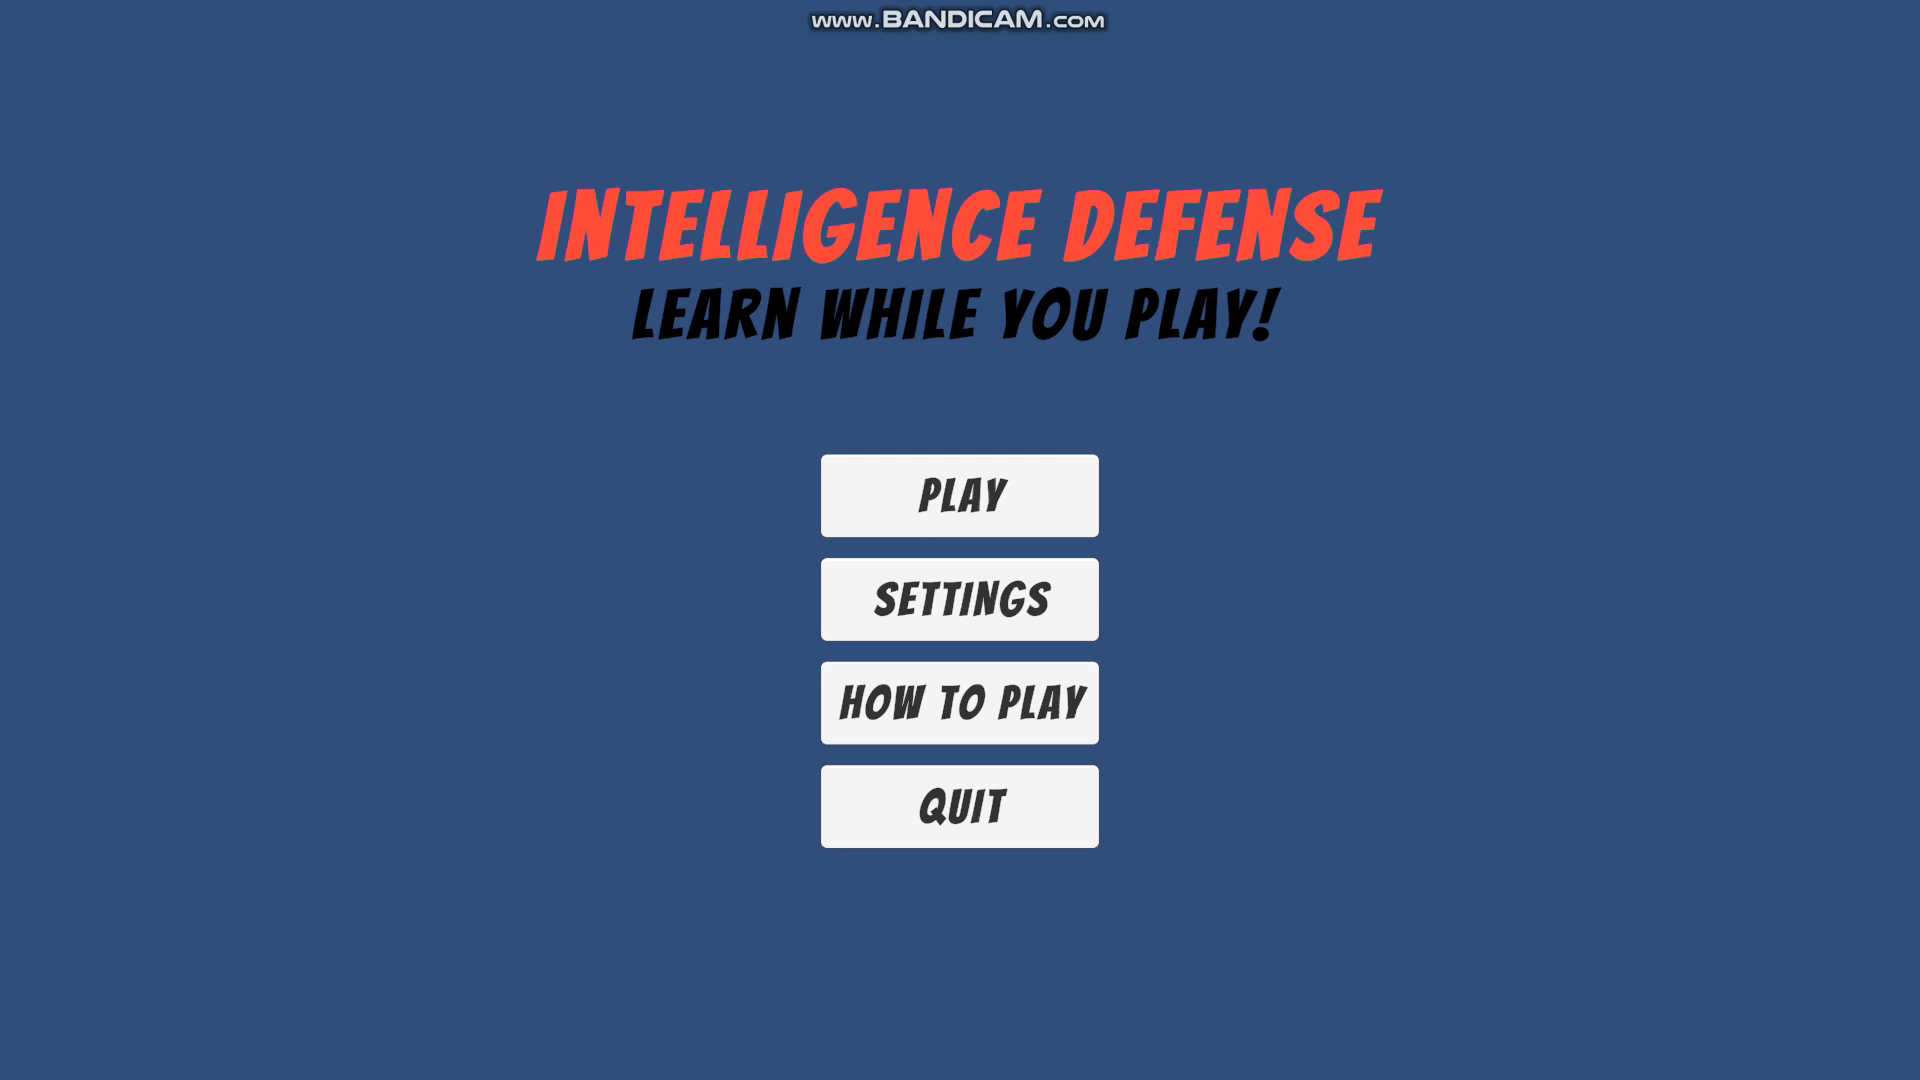 www.BANDICAM.com
INTELLIGENCE DEFENSE
LEARN WHILE YOU PLAY!
PLAY
SETTINGS
HOW TO PLAY
QUIT